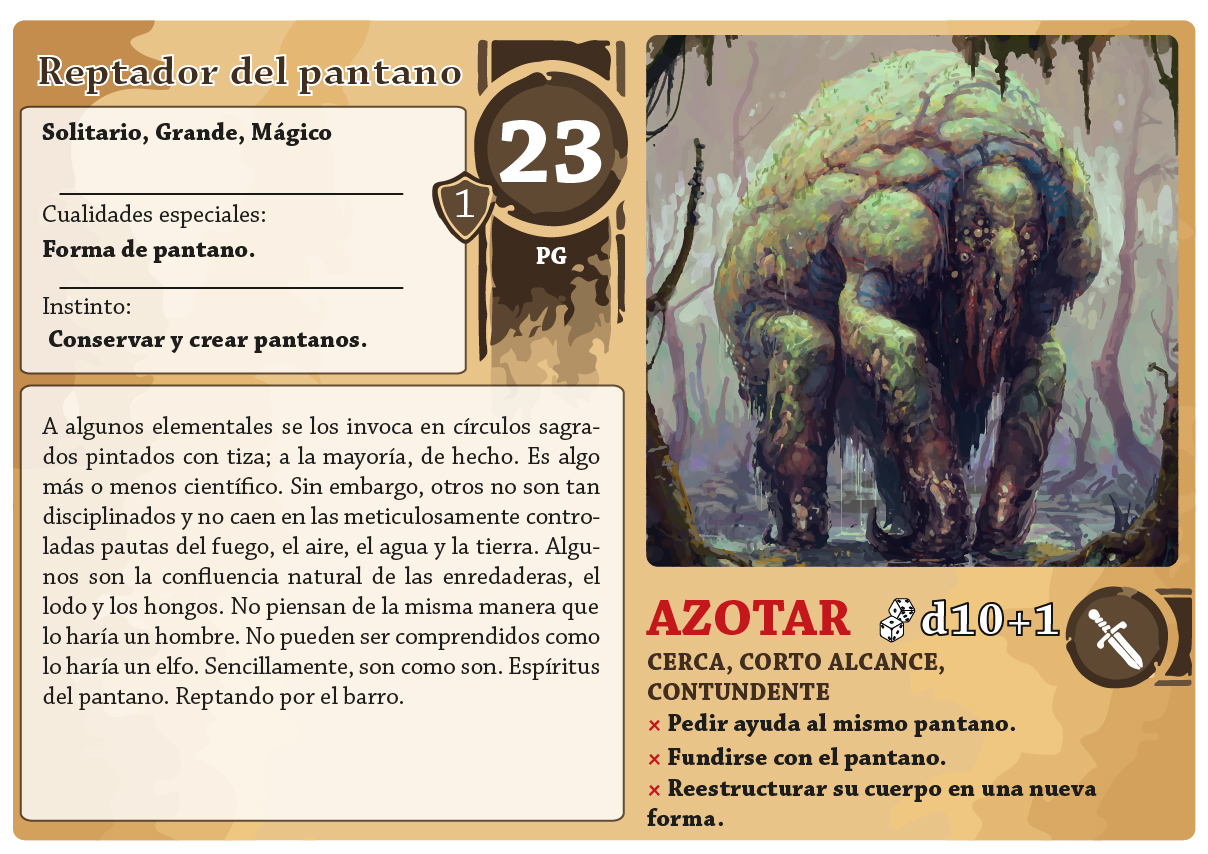 Reptador del pantano
Solitario, Grande, Mágico
Cualidades especiales:
Forma de pantano.
Instinto:
Conservar y crear pantanos.
23
1
PG
A algunos elementales se los invoca en círculos sagra-
dos pintados con tiza; a la mayoría, de hecho. Es algo
más o menos científico. Sin embargo, otros no son tan
disciplinados y no caen en las meticulosamente contro-
ladas pautas del fuego, el aire, el agua y la tierra. Algu-
nos son la confluencia natural de las enredaderas, el
lodo y los hongos. No piensan de la misma manera que
lo haría un hombre. No pueden ser comprendidos como
lo haría un elfo. Sencillamente, son como son. Espíritus
del pantano. Reptando por el barro.
AZOTAR d10+1
CERCA, CORTO ALCANCE,
CONTUNDENTE
× Pedir ayuda al mismo pantano.
× Fundirse con el pantano.
× Reestructurar su cuerpo en una nueva
forma.